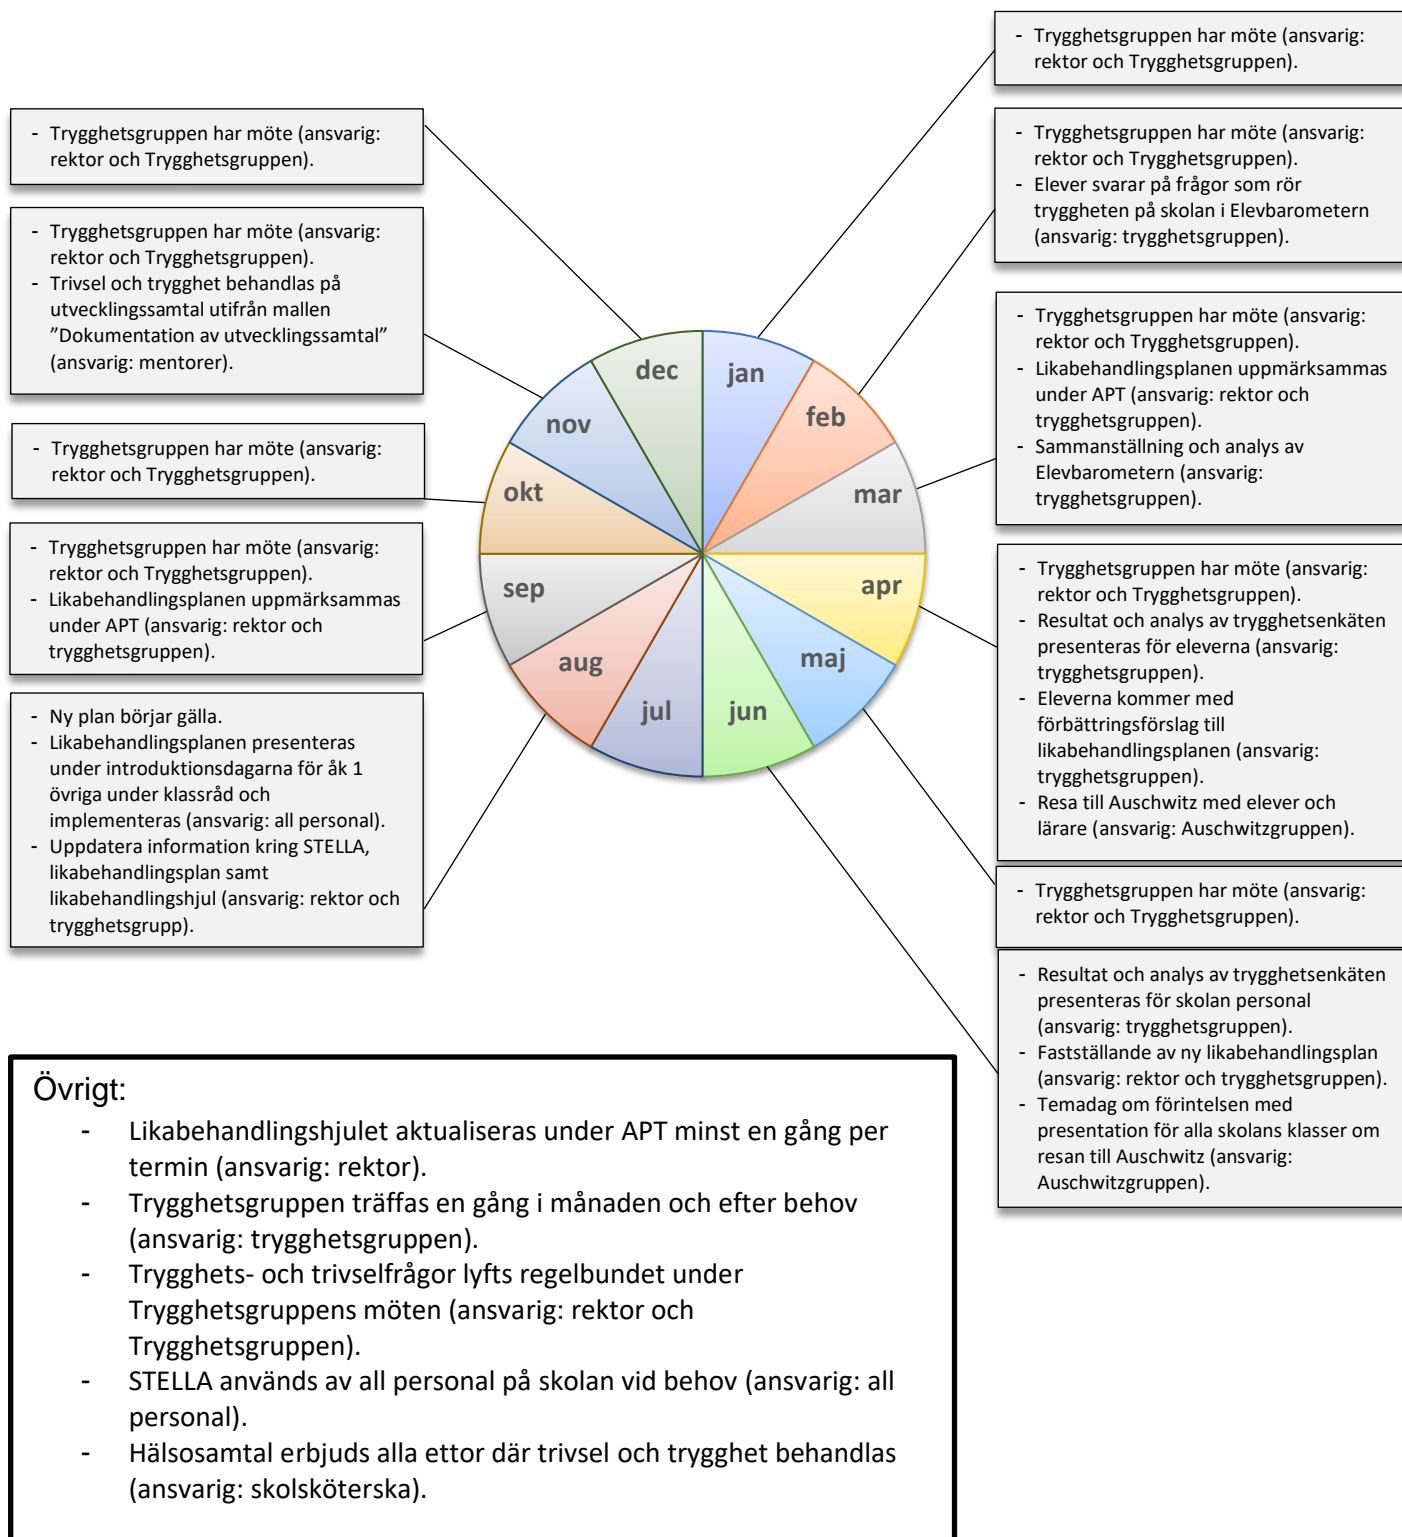 - Trygghetsgruppen har möte (ansvarig:
rektor och Trygghetsgruppen).
- Trygghetsgruppen har möte (ansvarig:
rektor och Trygghetsgruppen).
- Elever svarar på frågor som rör
tryggheten på skolan i Elevbarometern
(ansvarig: trygghetsgruppen).
- Trygghetsgruppen har möte (ansvarig:
rektor och Trygghetsgruppen).
- Likabehandlingsplanen uppmärksammas
under APT (ansvarig: rektor och
trygghetsgruppen).
- Sammanställning och analys av
Elevbarometern (ansvarig:
trygghetsgruppen).
- Trygghetsgruppen har möte (ansvarig:
rektor och Trygghetsgruppen).
- Resultat och analys av trygghetsenkäten
presenteras för eleverna (ansvarig:
trygghetsgruppen).
- Eleverna kommer med
förbättringsförslag till
likabehandlingsplanen (ansvarig:
trygghetsgruppen).
- Resa till Auschwitz med elever och
lärare (ansvarig: Auschwitzgruppen).
- Trygghetsgruppen har möte (ansvarig:
rektor och Trygghetsgruppen).
- Resultat och analys av trygghetsenkäten
presenteras för skolan personal
(ansvarig: trygghetsgruppen).
- Fastställande av ny likabehandlingsplan
(ansvarig: rektor och trygghetsgruppen).
- Temadag om förintelsen med
presentation för alla skolans klasser om
resan till Auschwitz (ansvarig:
Auschwitzgruppen).
- Trygghetsgruppen har möte (ansvarig:
rektor och Trygghetsgruppen).
- Trygghetsgruppen har möte (ansvarig:
rektor och Trygghetsgruppen).
- Trivsel och trygghet behandlas på
utvecklingssamtal utifrån mallen
”Dokumentation av utvecklingssamtal”
(ansvarig: mentorer).
- Trygghetsgruppen har möte (ansvarig:
rektor och Trygghetsgruppen).
- Trygghetsgruppen har möte (ansvarig:
rektor och Trygghetsgruppen).
- Likabehandlingsplanen uppmärksammas
under APT (ansvarig: rektor och
trygghetsgruppen).
- Ny plan börjar gälla.
- Likabehandlingsplanen presenteras
under introduktionsdagarna för åk 1
övriga under klassråd och
implementeras (ansvarig: all personal).
- Uppdatera information kring STELLA,
likabehandlingsplan samt
likabehandlingshjul (ansvarig: rektor och
trygghetsgrupp).
jan
feb
mar
apr
maj
jun
jul
aug
sep
okt
nov
dec
Övrigt:
- Likabehandlingshjulet aktualiseras under APT minst en gång per
termin (ansvarig: rektor).
- Trygghetsgruppen träffas en gång i månaden och efter behov
(ansvarig: trygghetsgruppen).
- Trygghets- och trivselfrågor lyfts regelbundet under
Trygghetsgruppens möten (ansvarig: rektor och
Trygghetsgruppen).
- STELLA används av all personal på skolan vid behov (ansvarig: all
personal).
- Hälsosamtal erbjuds alla ettor där trivsel och trygghet behandlas
(ansvarig: skolsköterska).